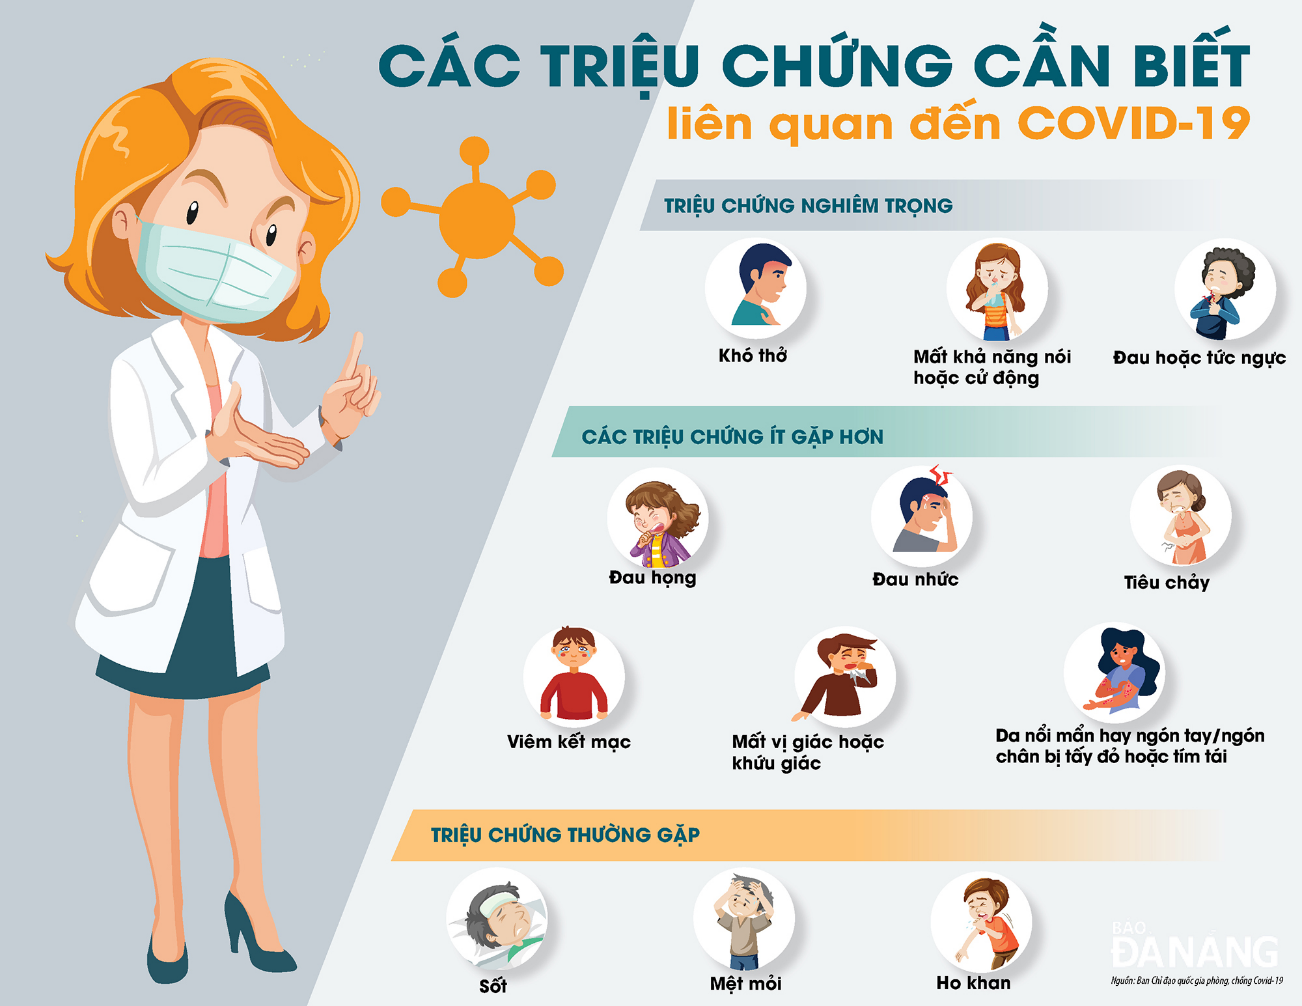 CÁC TRIỆU CHỨNG CẦN BIẾT
liên quan đến COVID-19
TRIỆU CHỨNG NGHIÊM TRỌNG
Khó thở
Mất khả năng nói
hoặc cử động
Đau hoặc tức ngực
CÁC TRIỆU CHỨNG ÍT GẶP HƠN
Đau họng
Đau nhức
Tiêu chảy
Viêm kết mạc
Mất vị giác hoặc
khứu giác
Da nổi mẩn hay ngón tay/ngón
chân bị tấy đỏ hoặc tím tái
TRIỆU CHỨNG THƯỜNG GẶP
Sốt
Mệt mỏi
Ho khan
BÁO
ĐÀ NẴNG
Nguồn: Ban Chỉ đạo quốc gia phòng, chống Covid-19